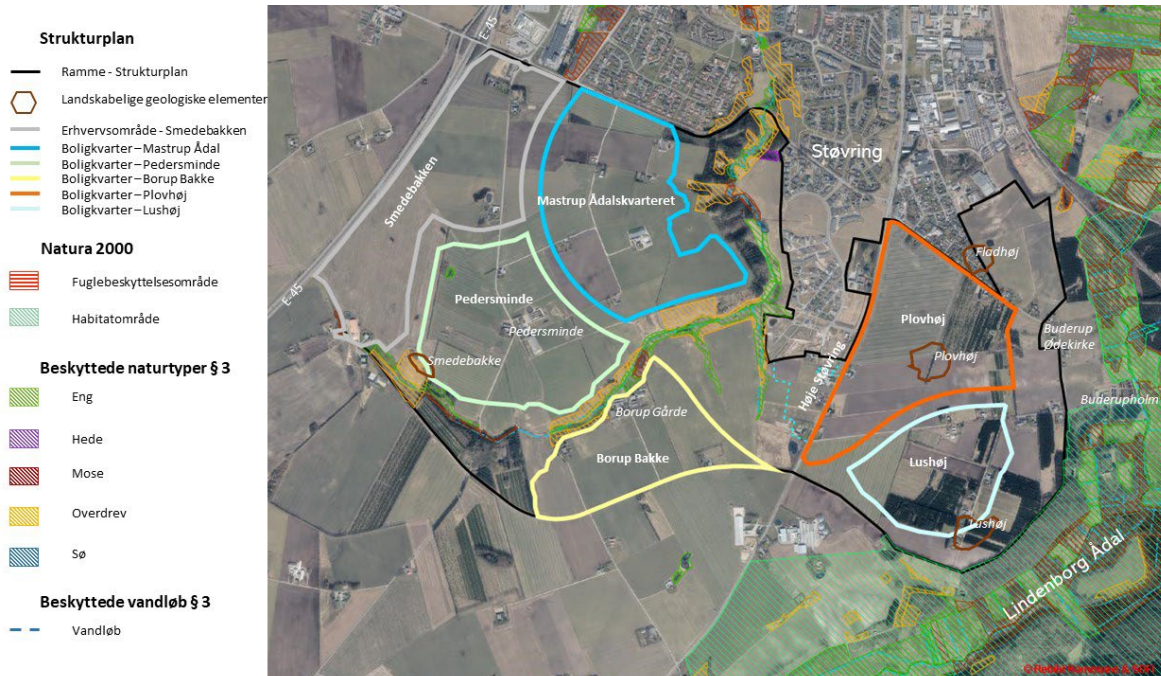 Strukturplan
Ramme - Strukturplan
Landskabelige geologiske elementer
Erhvervsområde - Smedebakken
Boligkvarter – Mastrup Ådal
Boligkvarter – Pedersminde
Boligkvarter – Borup Bakke
Boligkvarter – Plovhøj
Boligkvarter – Lushøj
Natura 2000
Fuglebeskyttelsesområde
Habitatområde
Beskyttede naturtyper § 3
Eng
Hede
Mose
Overdrev
Sø
Beskyttede vandløb § 3
Vandløb
E-45
Støvring
Smedebakken
Mastrup Ådalskvarteret
Fladhøj
E-45
Pedersminde
Pedersminde
Plovhøj
Buderup
Ødekirke
Smedebakke
Plovhøj
Høje Støvring -
Buderupholm
Borup Gårde
Borup Bakke
Lushøj
Lushøj
Lindenborg Ådal